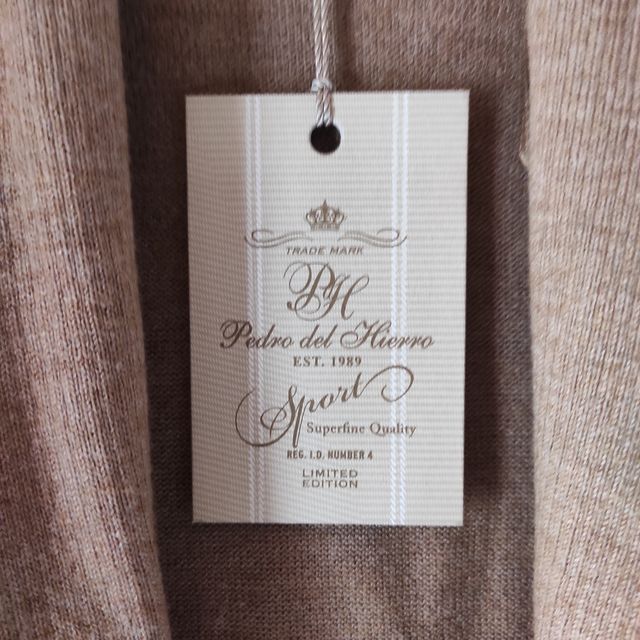 TRADE MARK
PH
Pedro del Hierro
EST. 1989
Sport
Superfine Quality
REG. I.D. NUMBER 4
LIMITED
EDITION